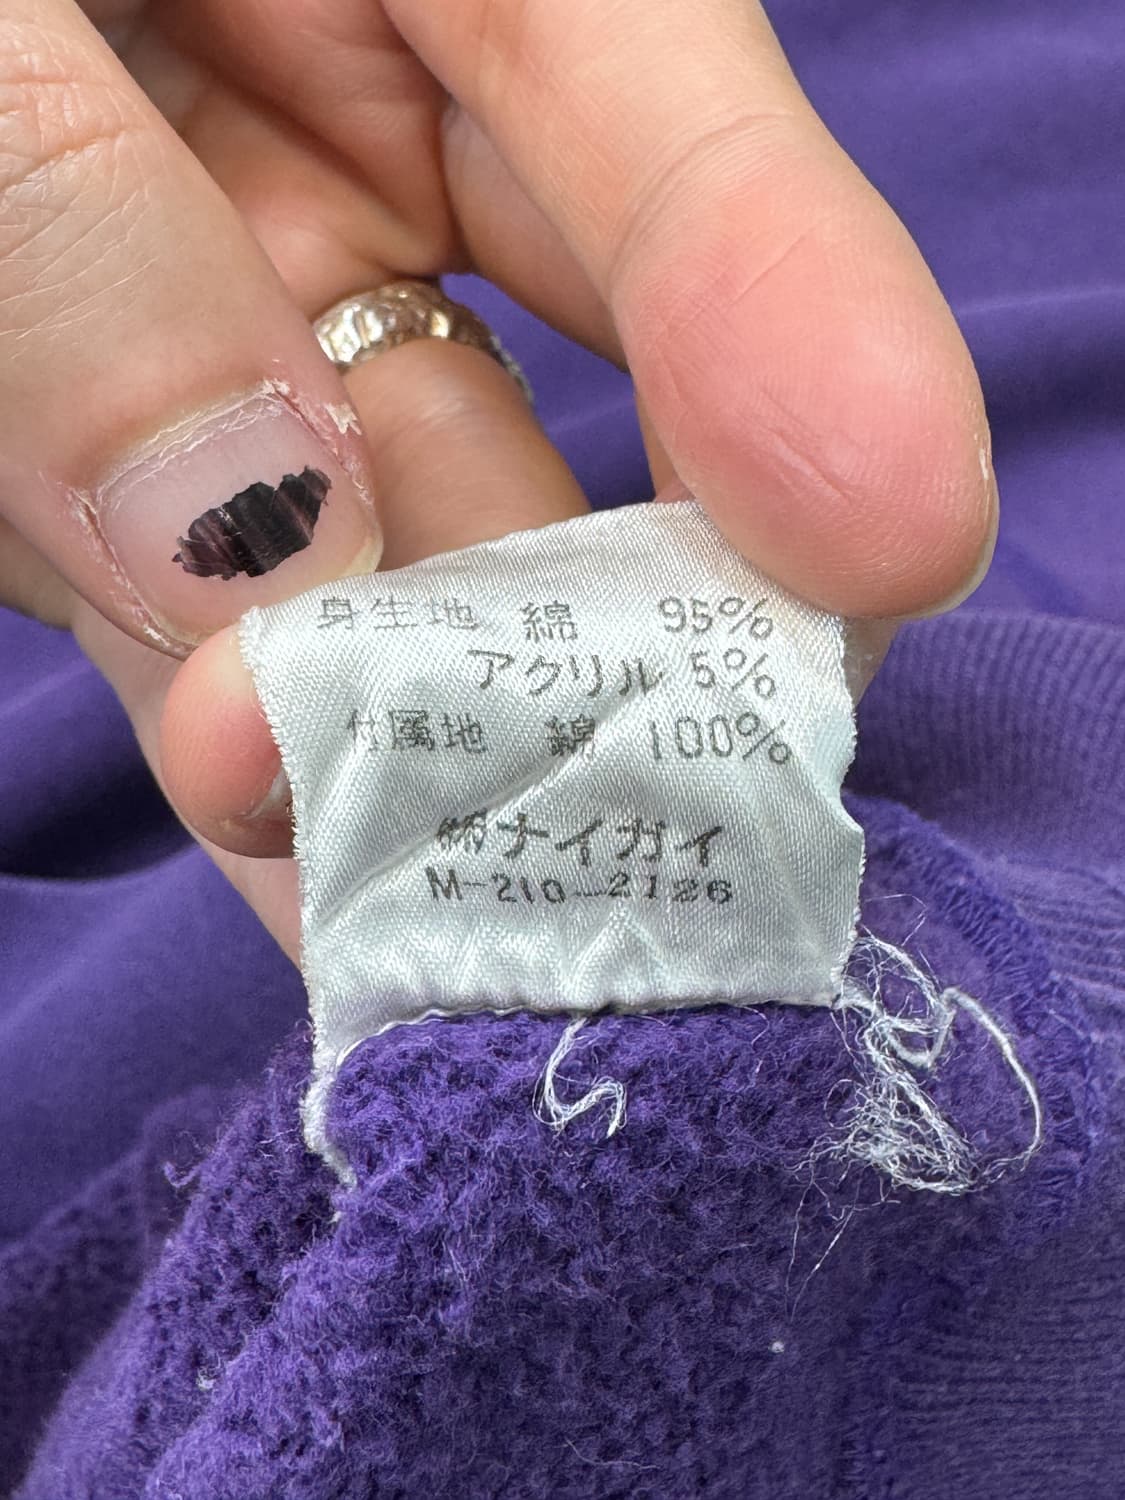 身生地 綿 95%
アクリル 5%
付属地 綿 100%
㈱ナイガイ
M-210-2126